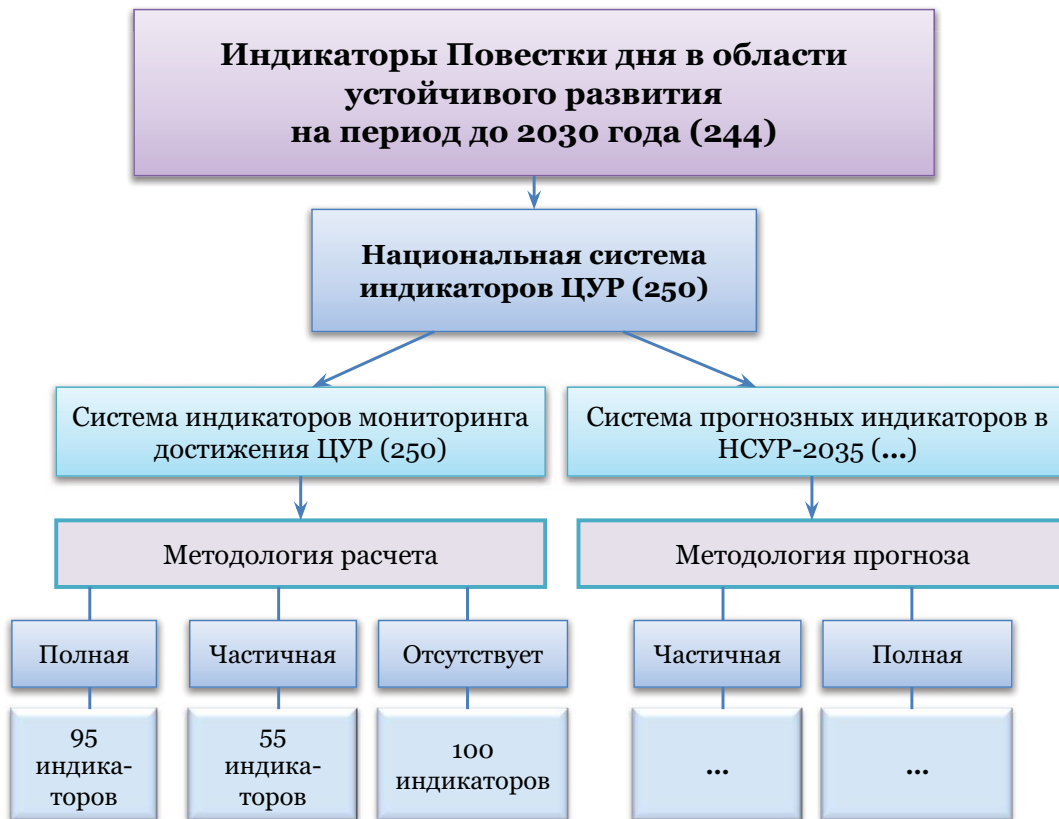 Индикаторы Повестки дня в области
устойчивого развития
на период до 2030 года (244)
Национальная система
индикаторов ЦУР (250)
Система индикаторов мониторинга
достижения ЦУР (250)
Система прогнозных индикаторов в
НСУР-2035 (...)
Методология расчета
Методология прогноза
Полная
Частичная
Отсутствует
Частичная
Полная
95
индика-
торов
55
индика-
торов
100
индикаторов
...
...